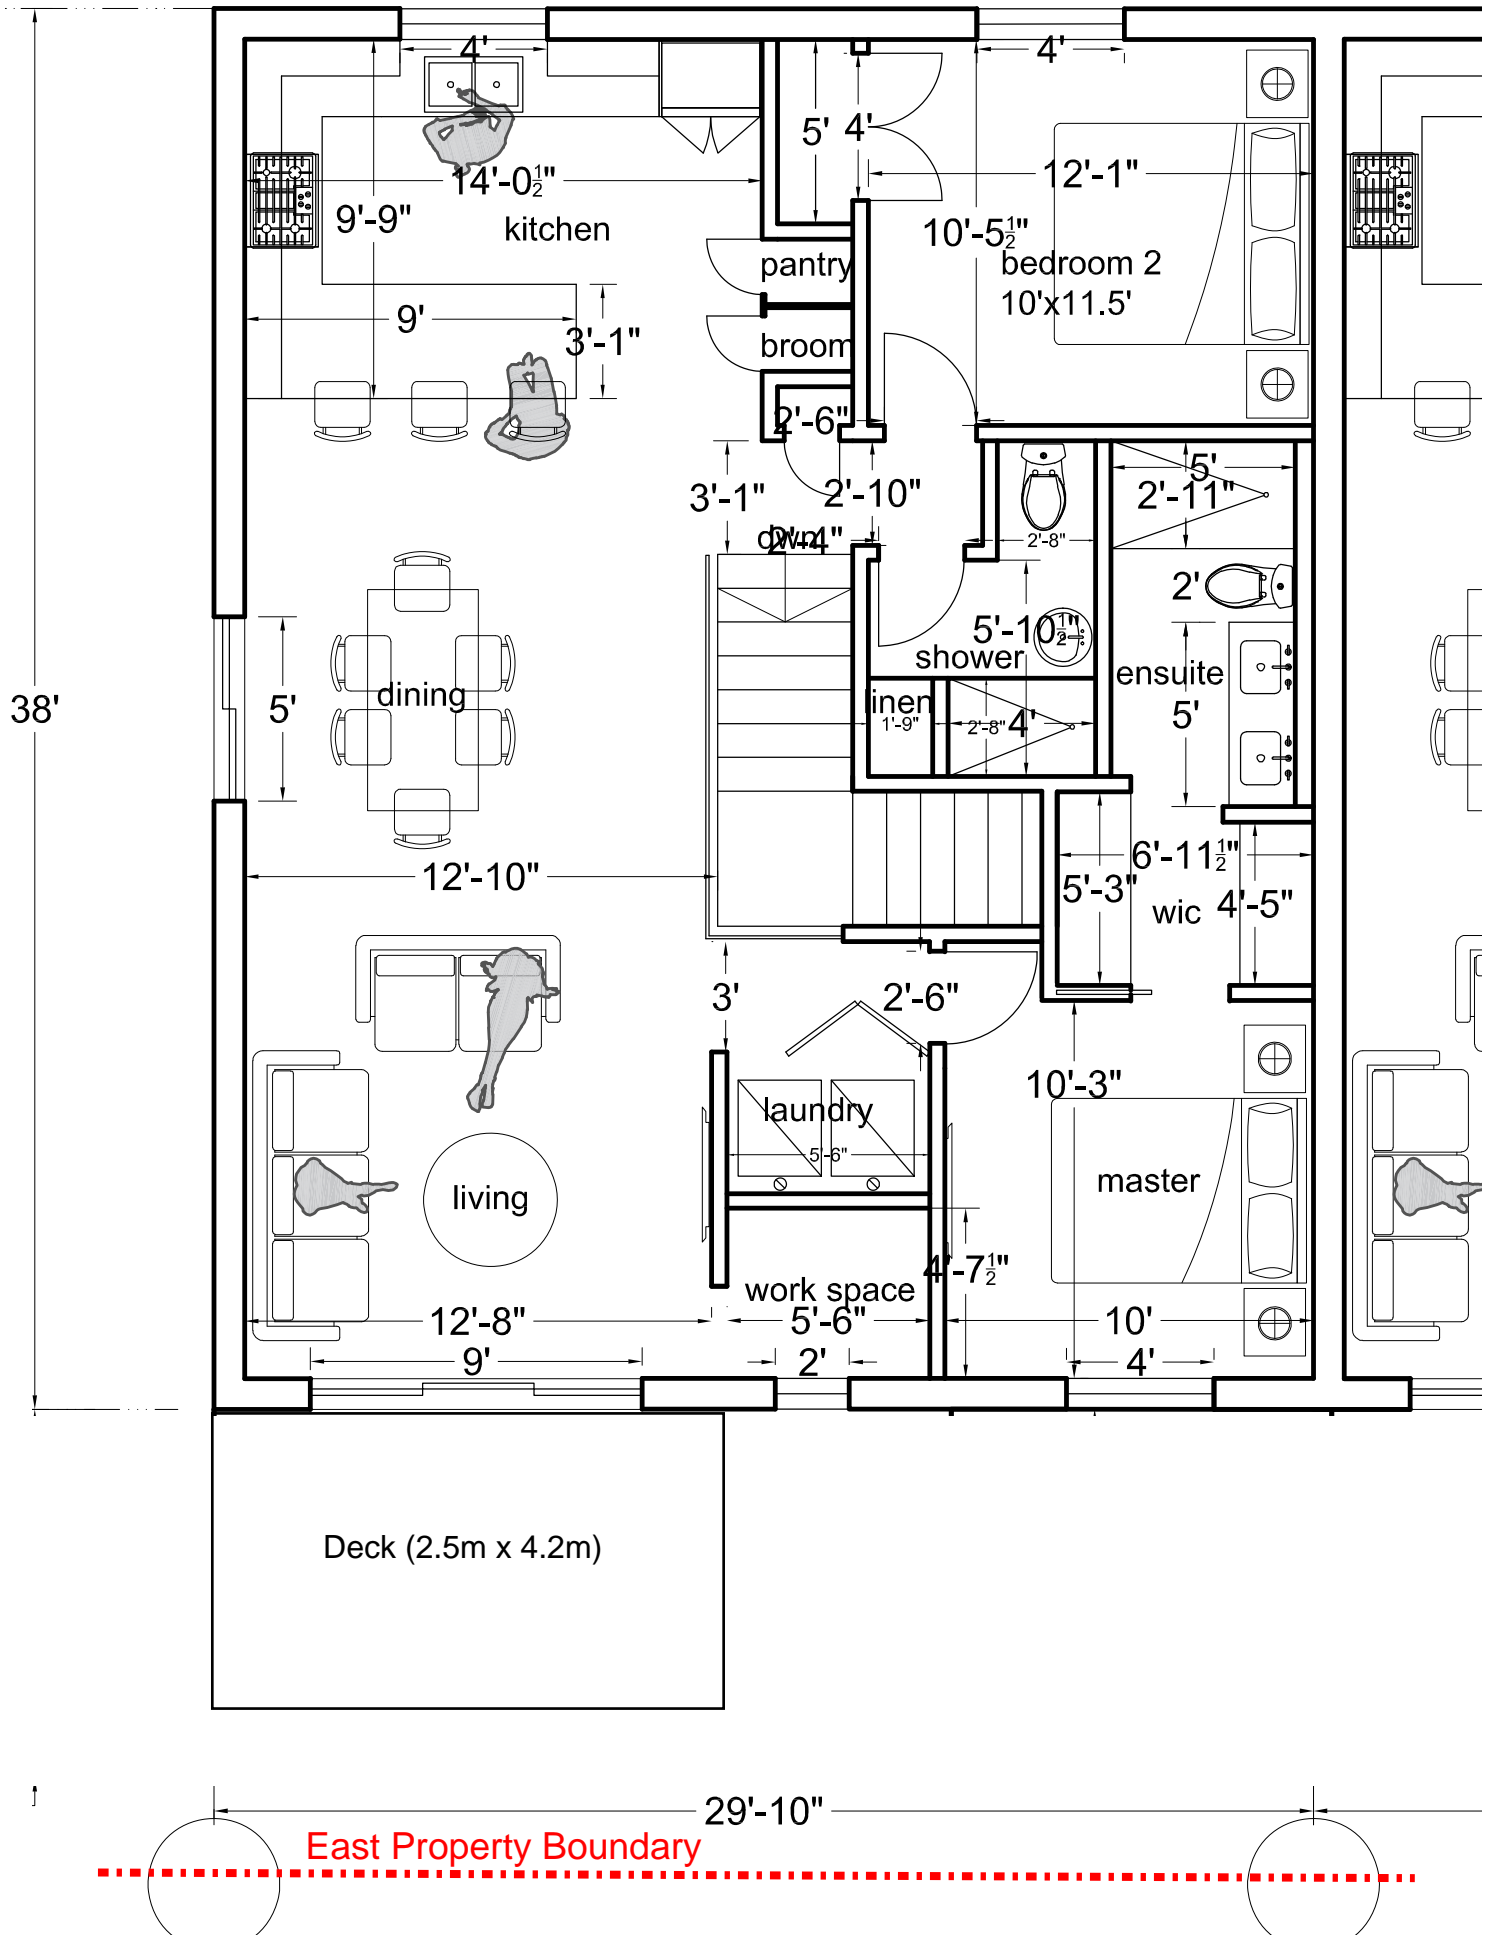 4'
4'
5'
4'
14'-0½"
12'-1"
9'-9"
kitchen
10'-5½"
bedroom 2
10'x11.5'
pantry
9'
3'-1"
broom
2'-6"
3'-1"
2'-10"
5'
2'-11"
dwn
2'-4"
2'-8"
2'
5'-10½"
shower
ensuite
dining
linen
1'-9"
2'-8"
4'
5'
38'
5'
12'-10"
6'-11½"
5'-3"
wic
4'-5"
3'
2'-6"
10'-3"
laundry
5'-6"
living
master
4'-7½"
work space
12'-8"
5'-6"
10'
9'
2'
4'
Deck (2.5m x 4.2m)
29'-10"
East Property Boundary